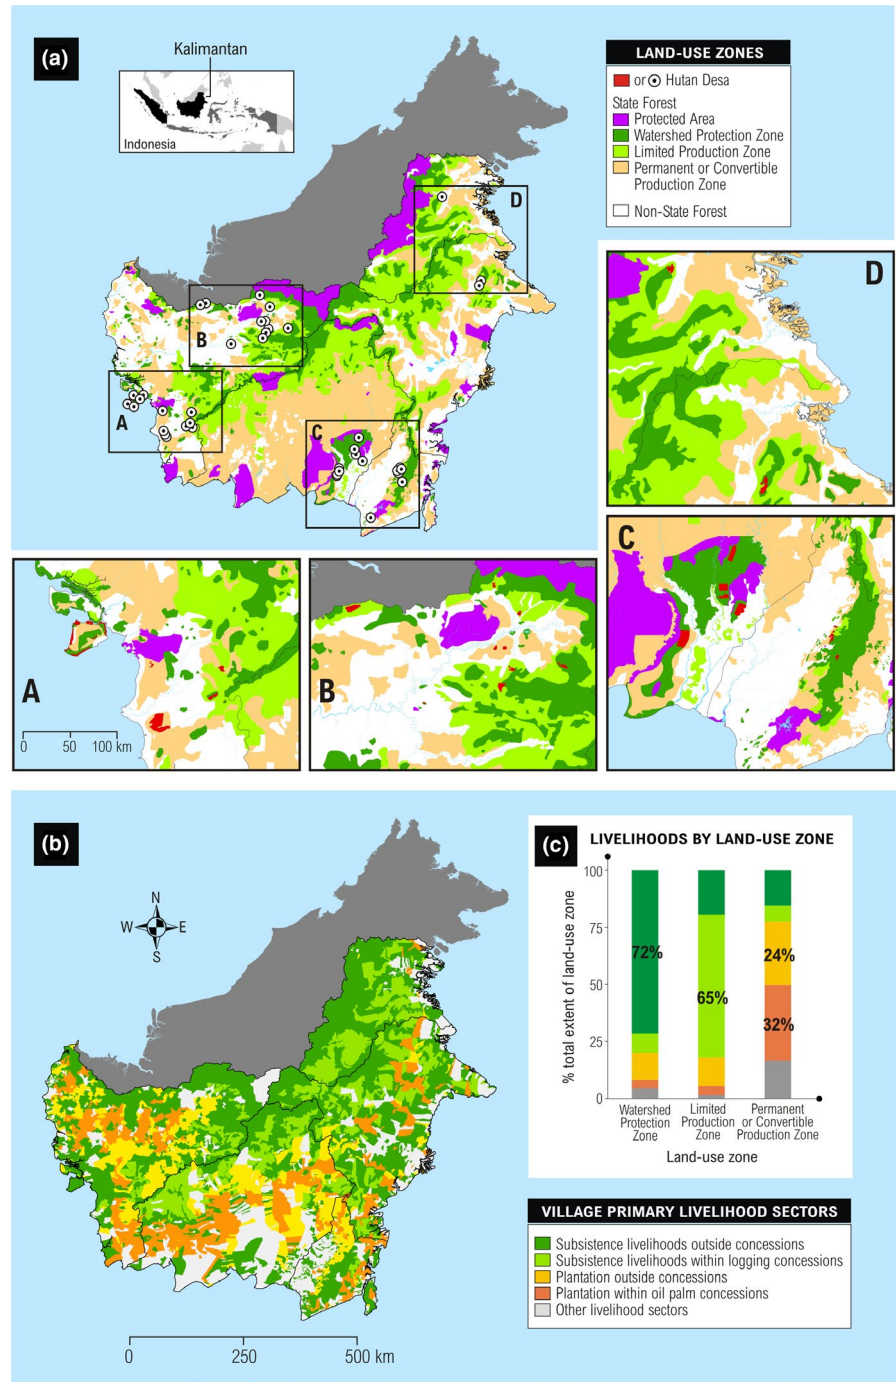 (a)
Kalimantan
Indonesia
LAND-USE ZONES
or Hutan Desa
State Forest
Protected Area
Watershed Protection Zone
Limited Production Zone
Permanent or Convertible
Production Zone
Non-State Forest
D
B
A
C
D
C
A
0 50 100 km
B
(b)
N
W E
S
0 250 500 km
(c)
LIVELIHOODS BY LAND-USE ZONE
% total extent of land-use zone
100
75
50
25
0
72%
65%
24%
32%
Watershed
Protection
Zone
Limited
Production
Zone
Permanent
or Convertible
Production Zone
Land-use zone
VILLAGE PRIMARY LIVELIHOOD SECTORS
Subsistence livelihoods outside concessions
Subsistence livelihoods within logging concessions
Plantation outside concessions
Plantation within oil palm concessions
Other livelihood sectors